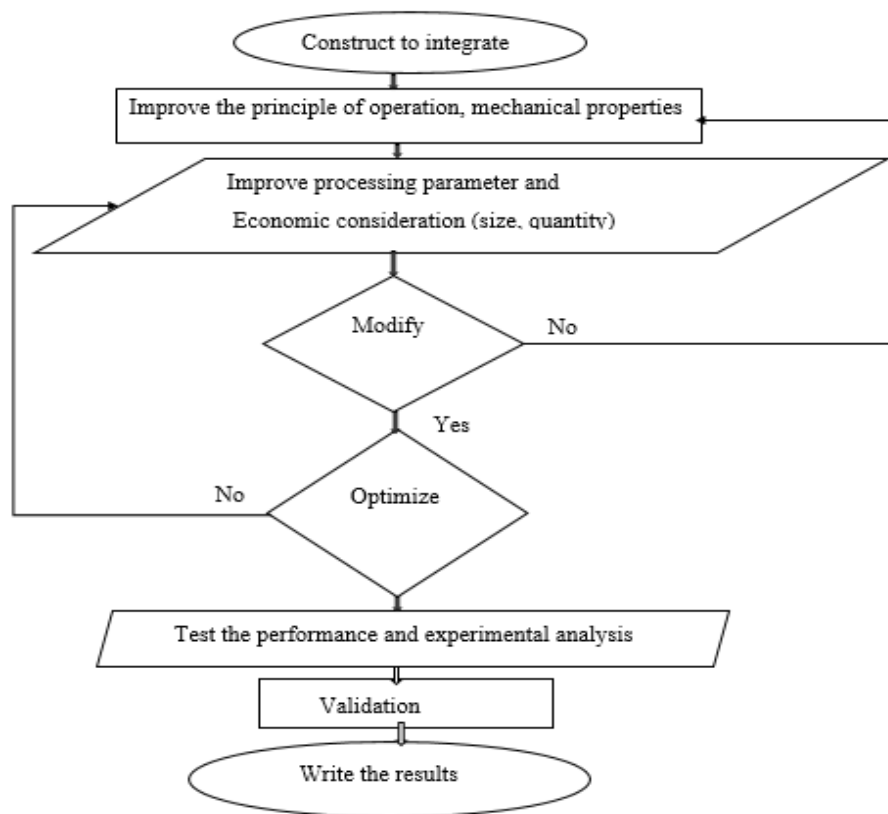 Construct to integrate
Improve the principle of operation, mechanical properties
Improve processing parameter and
Economic consideration (size, quantity)
Modify
No
Yes
No
Optimize
Test the performance and experimental analysis
Validation
Write the results